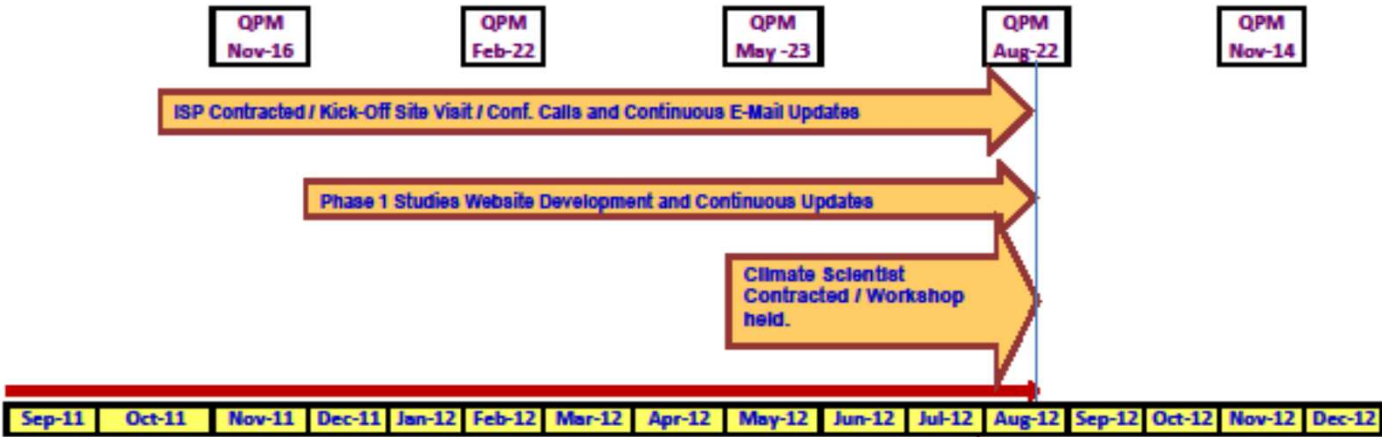 QPM
Nov-16
QPM
Feb-22
QPM
May -23
QPM
Aug-22
QPM
Nov-14
ISP Contracted / Kick-Off Site Visit / Conf. Calls and Continuous E-Mail Updates
Phase 1 Studies Website Development and Continuous Updates
Climate Scientist
Contracted / Workshop
held.
Sep-11 Oct-11 Nov-11 Dec-11 Jan-12 Feb-12 Mar-12 Apr-12 May-12 Jun-12 Jul-12 Aug-12 Sep-12 Oct-12 Nov-12 Dec-12